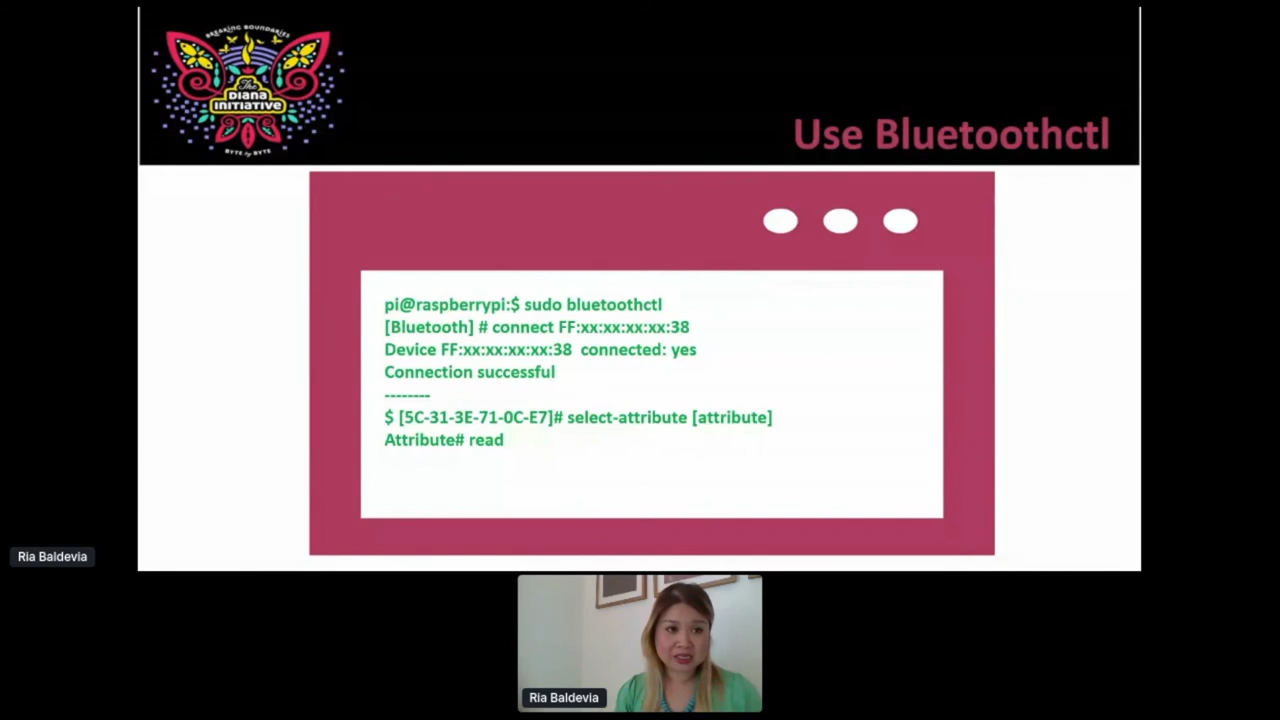 BREAKING BOUNDARIES
The
DIANA
INITIATIVE
BYTE by BYTE
Use Bluetoothctl
pi@raspberrypi:$ sudo bluetoothctl
[Bluetooth] # connect FF:xx:xx:xx:xx:38
Device FF:xx:xx:xx:xx:38  connected: yes
Connection successful
--------
$ [5C-31-3E-71-0C-E7]# select-attribute [attribute]
Attribute# read
Ria Baldevia
Ria Baldevia